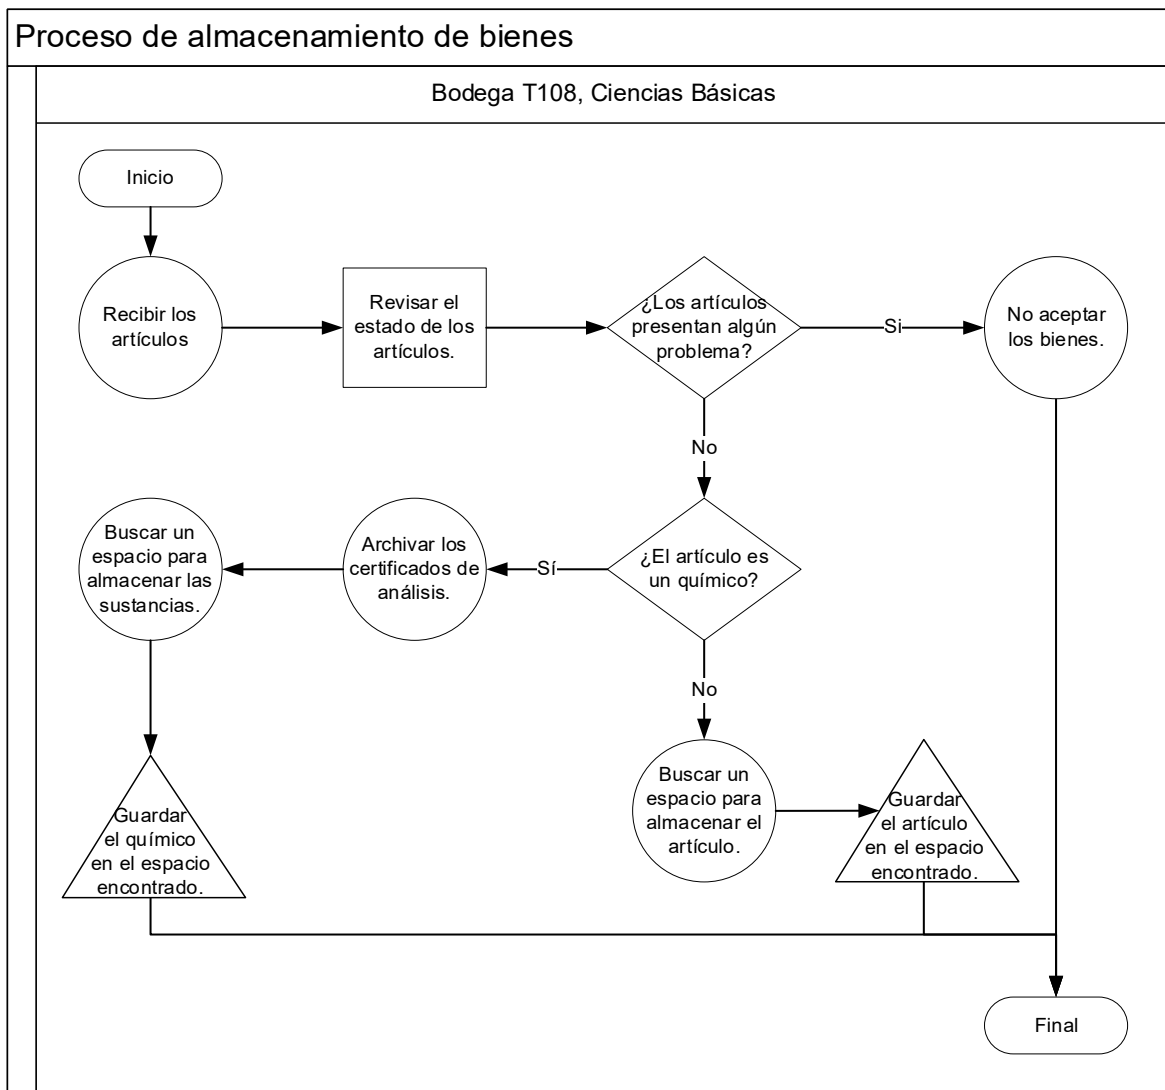 Proceso de almacenamiento de bienes
Bodega T108, Ciencias Básicas
Inicio
Recibir los
artículos
Revisar el
estado de los
artículos.
¿Los artículos
presentan algún
problema?
Si
No aceptar
los bienes.
No
¿El artículo es
un químico?
Sí
Archivar los
certificados de
análisis.
Buscar un
espacio para
almacenar las
sustancias.
Guardar
el químico
en el espacio
encontrado.
No
Buscar un
espacio para
almacenar el
artículo.
Guardar
el artículo
en el espacio
encontrado.
Final